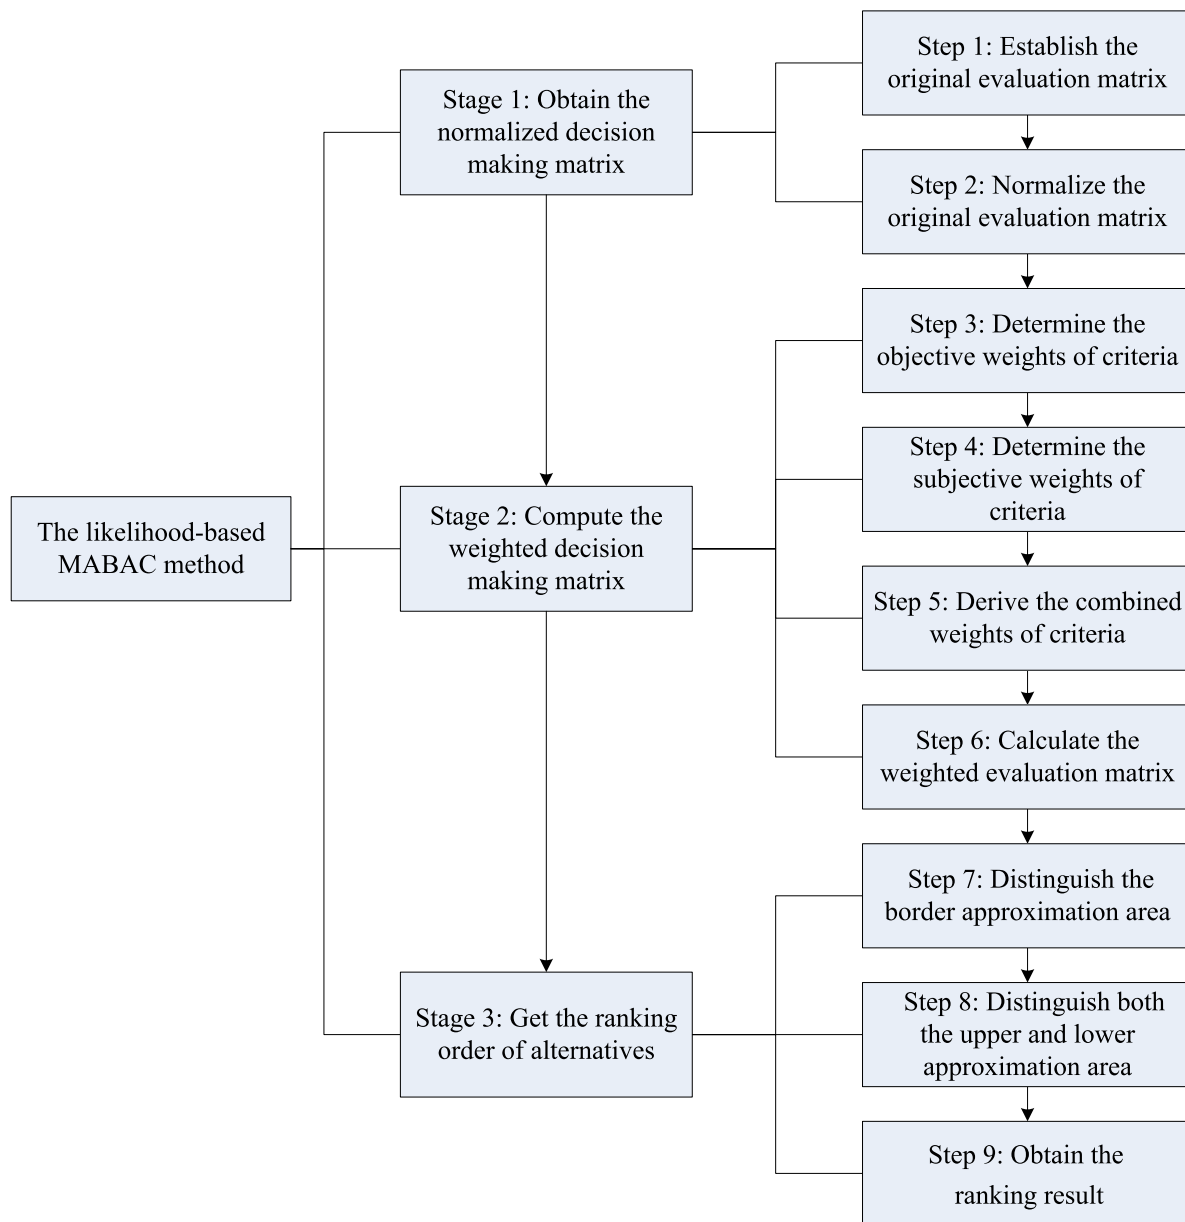 The likelihood-based
MABAC method
Stage 1: Obtain the
normalized decision
making matrix
Stage 2: Compute the
weighted decision
making matrix
Stage 3: Get the ranking
order of alternatives
Step 1: Establish the
original evaluation matrix
Step 2: Normalize the
original evaluation matrix
Step 3: Determine the
objective weights of criteria
Step 4: Determine the
subjective weights of
criteria
Step 5: Derive the combined
weights of criteria
Step 6: Calculate the
weighted evaluation matrix
Step 7: Distinguish the
border approximation area
Step 8: Distinguish both
the upper and lower
approximation area
Step 9: Obtain the
ranking result